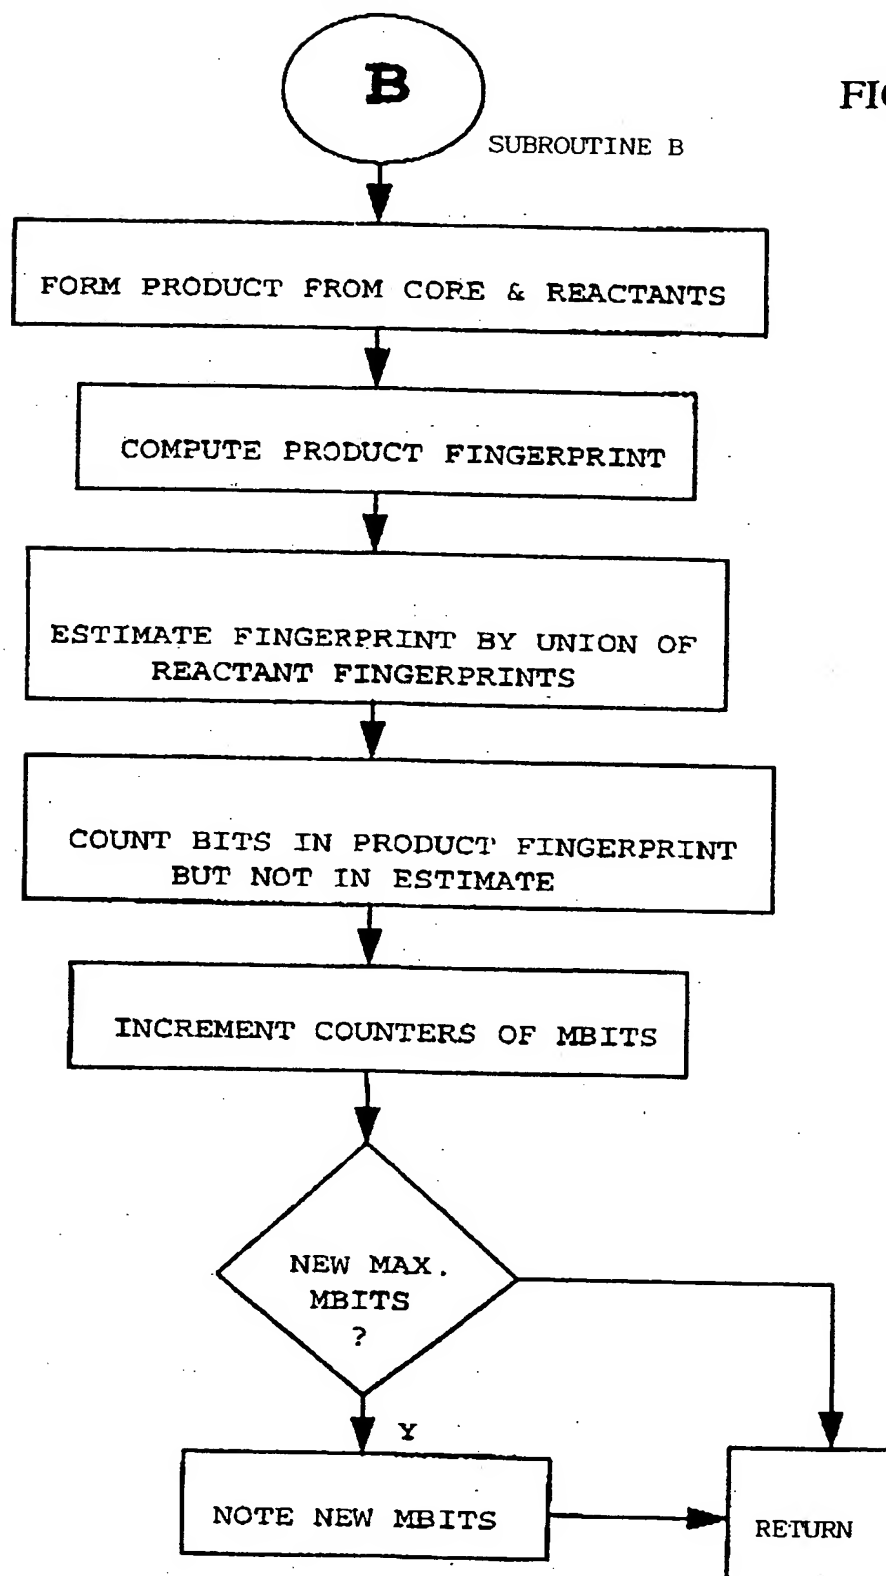 B
FIG
SUBROUTINE B
FORM PRODUCT FROM CORE & REACTANTS
COMPUTE PRODUCT FINGERPRINT
ESTIMATE FINGERPRINT BY UNION OF
REACTANT FINGERPRINTS
COUNT BITS IN PRODUCT FINGERPRINT
BUT NOT IN ESTIMATE
INCREMENT COUNTERS OF MBITS
NEW MAX.
MBITS
?
Y
NOTE NEW MBITS
RETURN